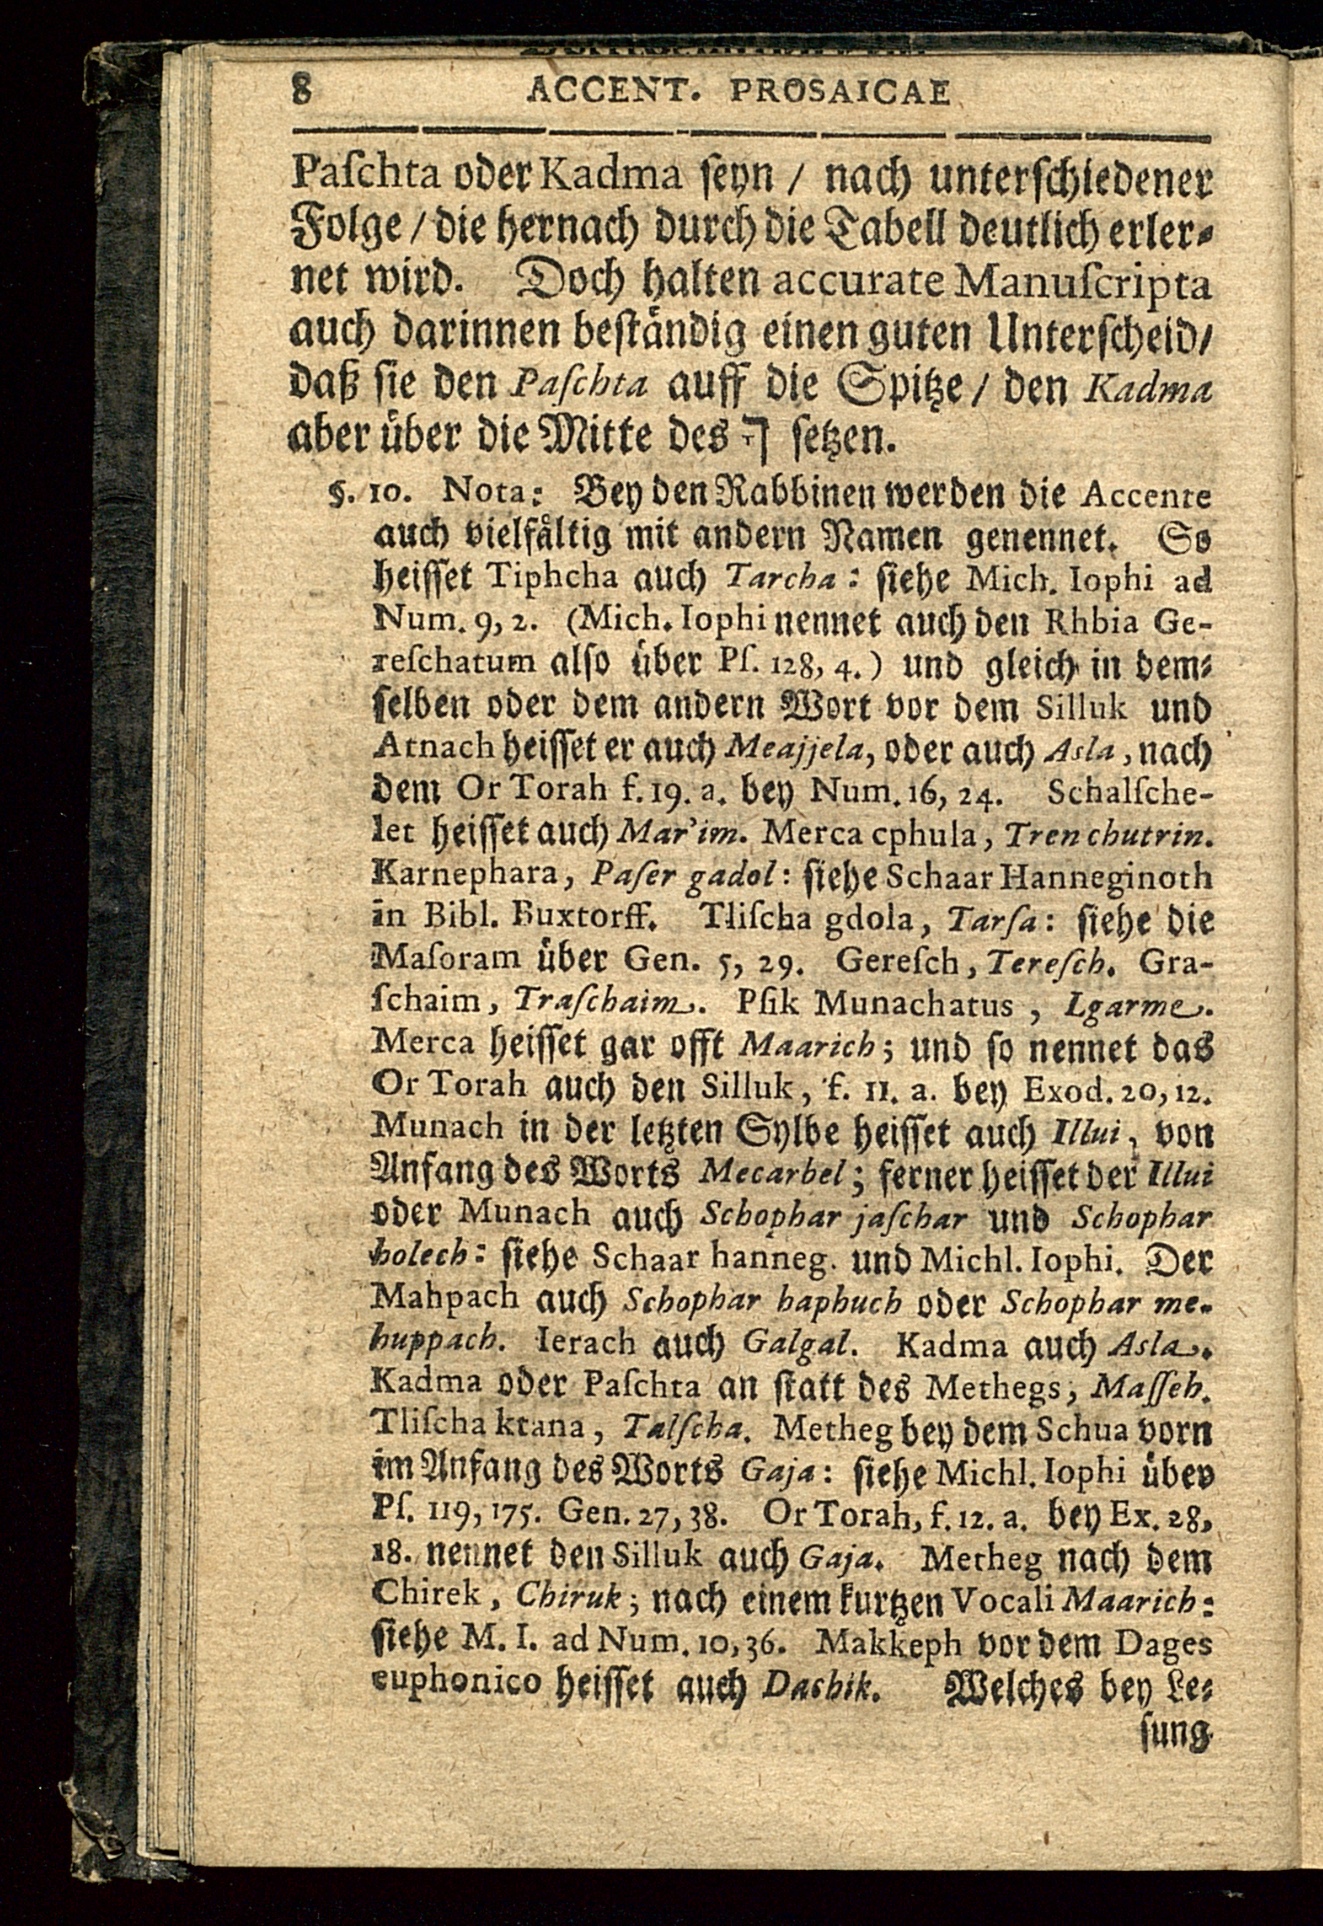 8 ACCENT. PROSAICAE
Paſchta oder Kadma ſeyn / nach unterſchiedener
Folge / die hernach durch die Tabell deutlich erler⸗
net wird. Doch halten accurate Manuſcripta
auch darinnen beſtändig einen guten Unterſcheid /
daß ſie den Paſchta auff die Spitze / den Kadma
aber über die Mitte des ךְ ſetzen.
§. 10. Nota: Bey den Rabbinen werden die Accente
auch vielfältig mit andern Namen genennet. So
heiſſet Tiphcha auch Tarcha: ſiehe Mich. Iophi ad
Num. 9, 2. (Mich. Iophi nennet auch den Rhbia Ge-
reſchatum alſo über Pſ. 128, 4.) und gleich in dem⸗
ſelben oder dem andern Wort vor dem Silluk und
Atnach heiſſet er auch Meajjela, oder auch Asla, nach
dem Or Torah f. 19. a. bey Num. 16, 24. Schalſche-
let heiſſet auch Mar'im. Merca cphula, Tren chutrin.
Karnephara, Paſer gadol: ſiehe Schaar Hanneginoth
in Bibl. Buxtorff. Tliſcha gdola, Tarſa: ſiehe die
Maſoram über Gen. 5, 29. Gereſch, Tereſch. Gra-
ſchaim, Traſchaim. Pſik Munachatus, Lgarme.
Merca heiſſet gar offt Maarich; und ſo nennet das
Or Torah auch den Silluk, f. 11. a. bey Exod. 20, 12.
Munach in der letzten Sylbe heiſſet auch Illui, von
Anfang des Worts Mecarbel; ferner heiſſet der Illui
oder Munach auch Schophar jaſchar und Schophar
holech: ſiehe Schaar hanneg. und Michl. Iophi. Der
Mahpach auch Schophar haphuch oder Schophar me-
huppach. Ierach auch Galgal. Kadma auch Asla.
Kadma oder Paſchta an ſtatt des Methegs, Maſſeh.
Tliſcha ktana, Talſcha. Metheg bey dem Schua vorn
im Anfang des Worts Gaja: ſiehe Michl. Iophi über
Pſ. 119, 175. Gen. 27, 38. Or Torah, f. 12. a. bey Ex. 28,
18. nennet den Silluk auch Gaja. Metheg nach dem
Chirek, Chiruk; nach einem kurtzen Vocali Maarich:
ſiehe M. I. ad Num. 10, 36. Makkeph vor dem Dages
euphonico heiſſet auch Dachik. Welches bey Le⸗
ſung